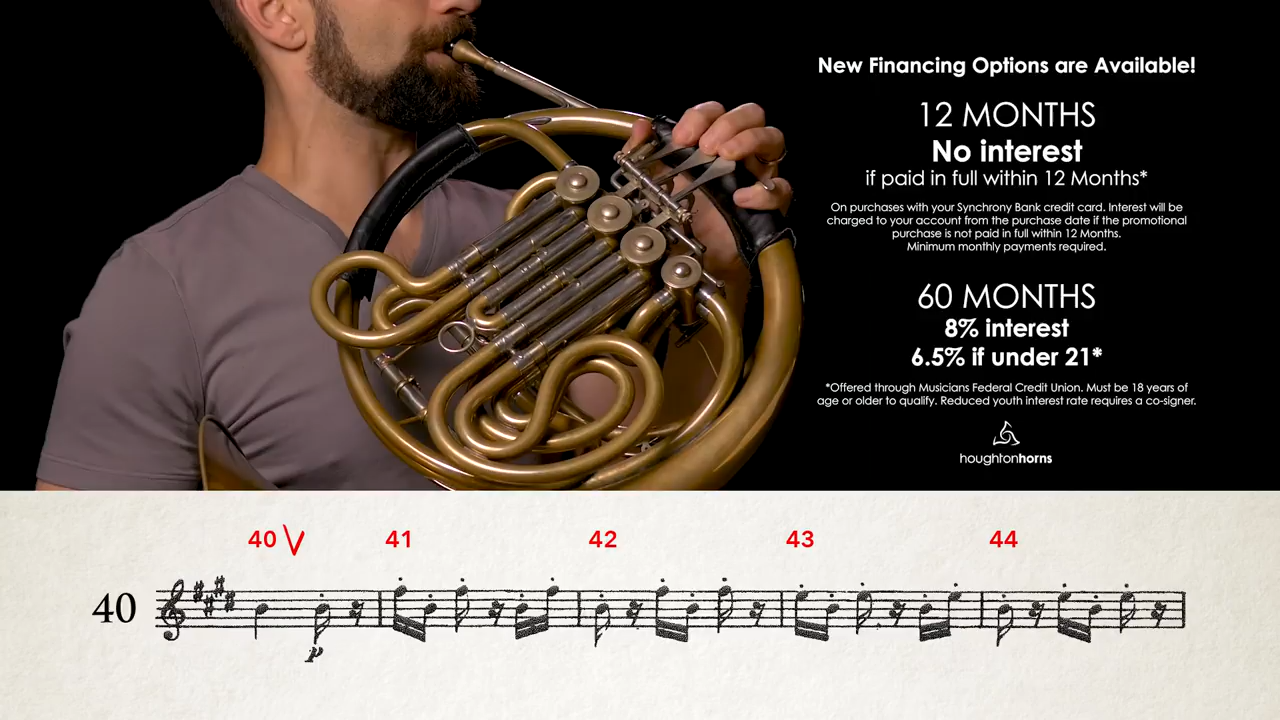 New Financing Options are Available!
12 MONTHS
No interest
if paid in full within 12 Months*
On purchases with your Synchrony Bank credit card. Interest will be
charged to your account from the purchase date if the promotional
purchase is not paid in full within 12 Months.
Minimum monthly payments required.
60 MONTHS
8% interest
6.5% if under 21*
*Offered through Musicians Federal Credit Union. Must be 18 years of
age or older to qualify. Reduced youth interest rate requires a co-signer.
houghtonhorns
40 41 42 43 44
40
p